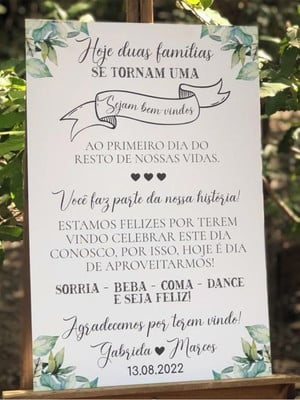 Hoje duas famílias
SE TORNAM UMA
Sejam bem vindos
AO PRIMEIRO DIA DO
RESTO DE NOSSAS VIDAS.
Você faz parte da nossa história!
ESTAMOS FELIZES POR TEREM
VINDO CELEBRAR ESTE DIA
CONOSCO, POR ISSO, HOJE É DIA
DE APROVEITARMOS!
SORRIA - BEBA - COMA - DANCE
E SEJA FELIZ!
Agradecemos por terem vindo!
Gabriela ♥ Marcos
13.08.2022